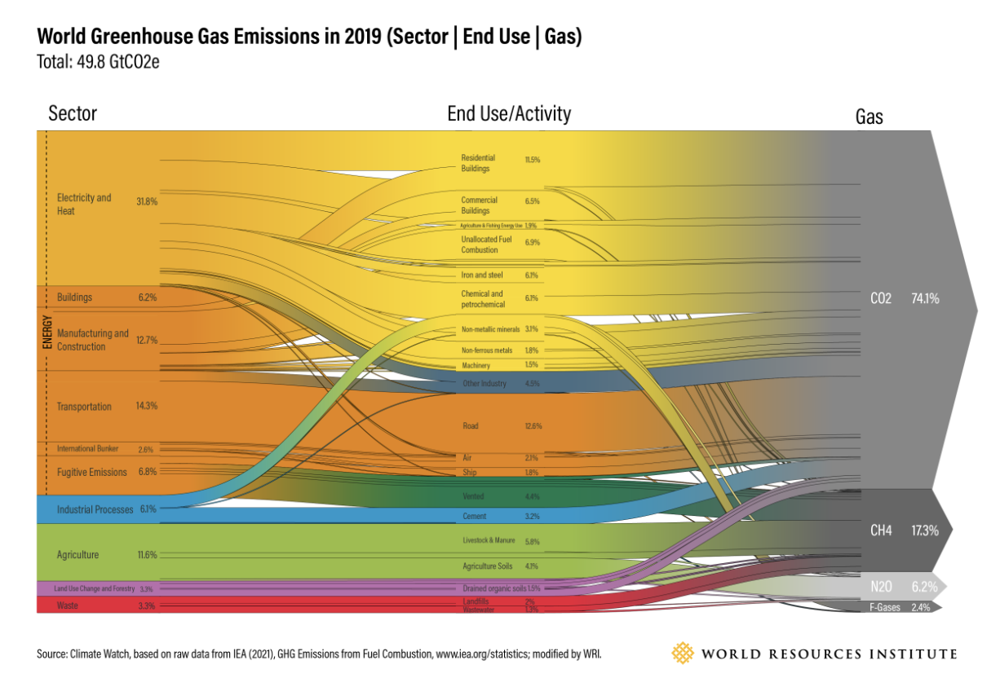 World Greenhouse Gas Emissions in 2019 (Sector | End Use | Gas)
Total: 49.8 GtCO2e
Sector
End Use/Activity
Gas
ENERGY
Electricity and
Heat
31.8%
Buildings 6.2%
Manufacturing and
Construction
12.7%
Transportation 14.3%
International Bunker 2.6%
Fugitive Emissions 6.8%
Industrial Processes 6.1%
Agriculture 11.6%
Land Use Change and Forestry 3.3%
Waste 3.3%
Residential
Buildings
11.5%
Commercial
Buildings
6.5%
Agriculture & Fishing Energy Use 1.9%
Unallocated Fuel
Combustion
6.9%
Iron and steel 6.1%
Chemical and
petrochemical
6.1%
Non-metallic minerals 3.1%
Non-ferrous metals 1.8%
Machinery 1.5%
Other Industry 4.5%
Road 12.6%
Air 2.1%
Ship 1.8%
Vented 4.4%
Cement 3.2%
Livestock & Manure 5.8%
Agriculture Soils 4.1%
Drained organic soils 1.5%
Landfills 2%
Wastewater 1.3%
CO2 74.1%
CH4 17.3%
N2O 6.2%
F-Gases 2.4%
Source: Climate Watch, based on raw data from IEA (2021), GHG Emissions from Fuel Combustion, www.iea.org/statistics; modified by WRI.
WORLD RESOURCES INSTITUTE